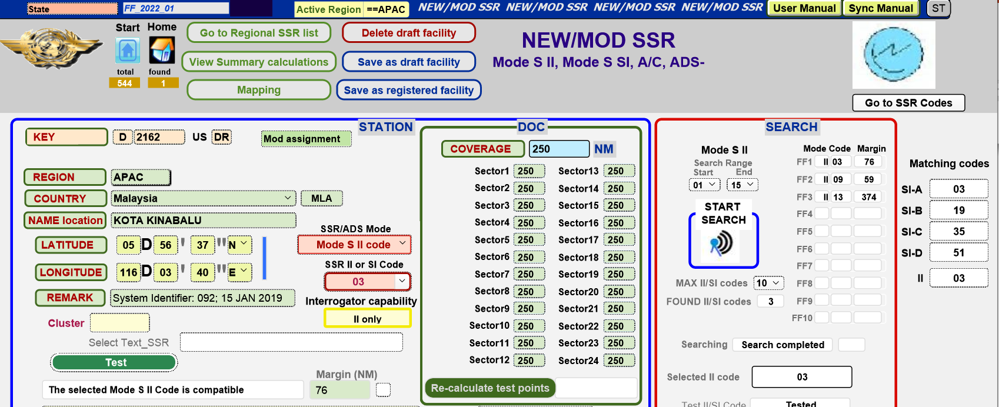 State
FF_2022_01
Active Region ==APAC
NEW/MOD SSR NEW/MOD SSR NEW/MOD SSR NEW/MOD SSR
User Manual
Sync Manual
ST
Start Home
total found
544 1
Go to Regional SSR list
View Summary calculations
Mapping
Delete draft facility
Save as draft facility
Save as registered facility
NEW/MOD SSR
Mode S II, Mode S SI, A/C, ADS-
Go to SSR Codes
STATION
KEY D 2162 US DR
Mod assignment
REGION APAC
COUNTRY Malaysia MLA
NAME location KOTA KINABALU
LATITUDE 05 D 56 ' 37 " N
LONGITUDE 116 D 03 ' 40 " E
REMARK System Identifier: 092; 15 JAN 2019
SSR/ADS Mode
Mode S II code
SSR II or SI Code
03
Interrogator capability
II only
Cluster
Select Text_SSR
Test
Margin (NM)
The selected Mode S II Code is compatible 76
DOC
COVERAGE 250 NM
Sector1 250 Sector13 250
Sector2 250 Sector14 250
Sector3 250 Sector15 250
Sector4 250 Sector16 250
Sector5 250 Sector17 250
Sector6 250 Sector18 250
Sector7 250 Sector19 250
Sector8 250 Sector20 250
Sector9 250 Sector21 250
Sector10 250 Sector22 250
Sector11 250 Sector23 250
Sector12 250 Sector24 250
Re-calculate test points
SEARCH
Mode S II
Search Range
Start End
01 15
START
SEARCH
MAX II/SI codes 10
FOUND II/SI codes 3
Mode Code Margin
FF1 II 03 76
FF2 II 09 59
FF3 II 13 374
FF4
FF5
FF6
FF7
FF8
FF9
FF10
Searching Search completed
Selected II code 03
Test II/SI Code Tested
Matching codes
SI-A 03
SI-B 19
SI-C 35
SI-D 51
II 03